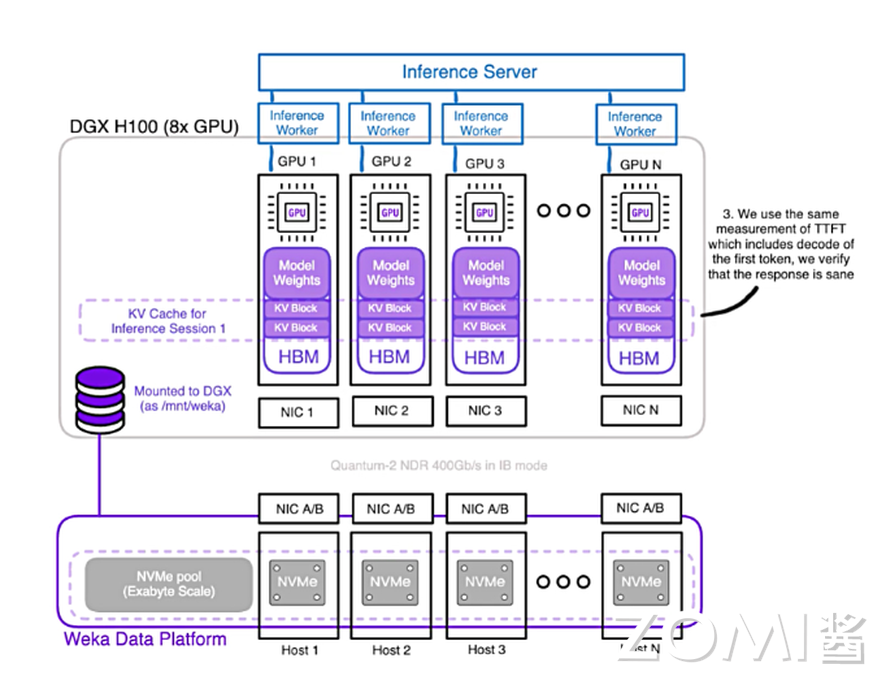 Inference Server
Inference
Worker
Inference
Worker
Inference
Worker
Inference
Worker
DGX H100 (8x GPU)
GPU 1
GPU 2
GPU 3
GPU N
GPU
GPU
GPU
GPU
3. We use the same
measurement of TTFT
which includes decode of
the first token, we verify
that the response is sane
Model
Weights
Model
Weights
Model
Weights
Model
Weights
KV Cache for
Inference Session 1
KV Block
KV Block
KV Block
KV Block
KV Block
KV Block
KV Block
KV Block
HBM
HBM
HBM
HBM
Mounted to DGX
(as /mnt/weka)
NIC 1
NIC 2
NIC 3
NIC N
Quantum-2 NDR 400Gb/s in IB mode
NIC A/B
NIC A/B
NIC A/B
NIC A/B
NVMe pool
(Exabyte Scale)
NVMe
NVMe
NVMe
NVMe
Weka Data Platform
Host 1
Host 2
Host 3
Host N
ZOMI酱